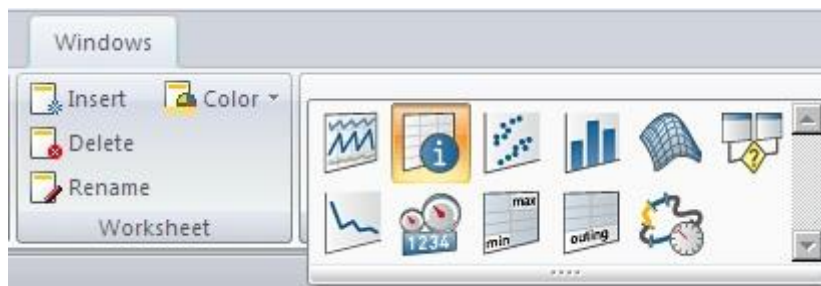 Windows
Insert
Color
Delete
Rename
Worksheet
i
?
1234
max
min
outing